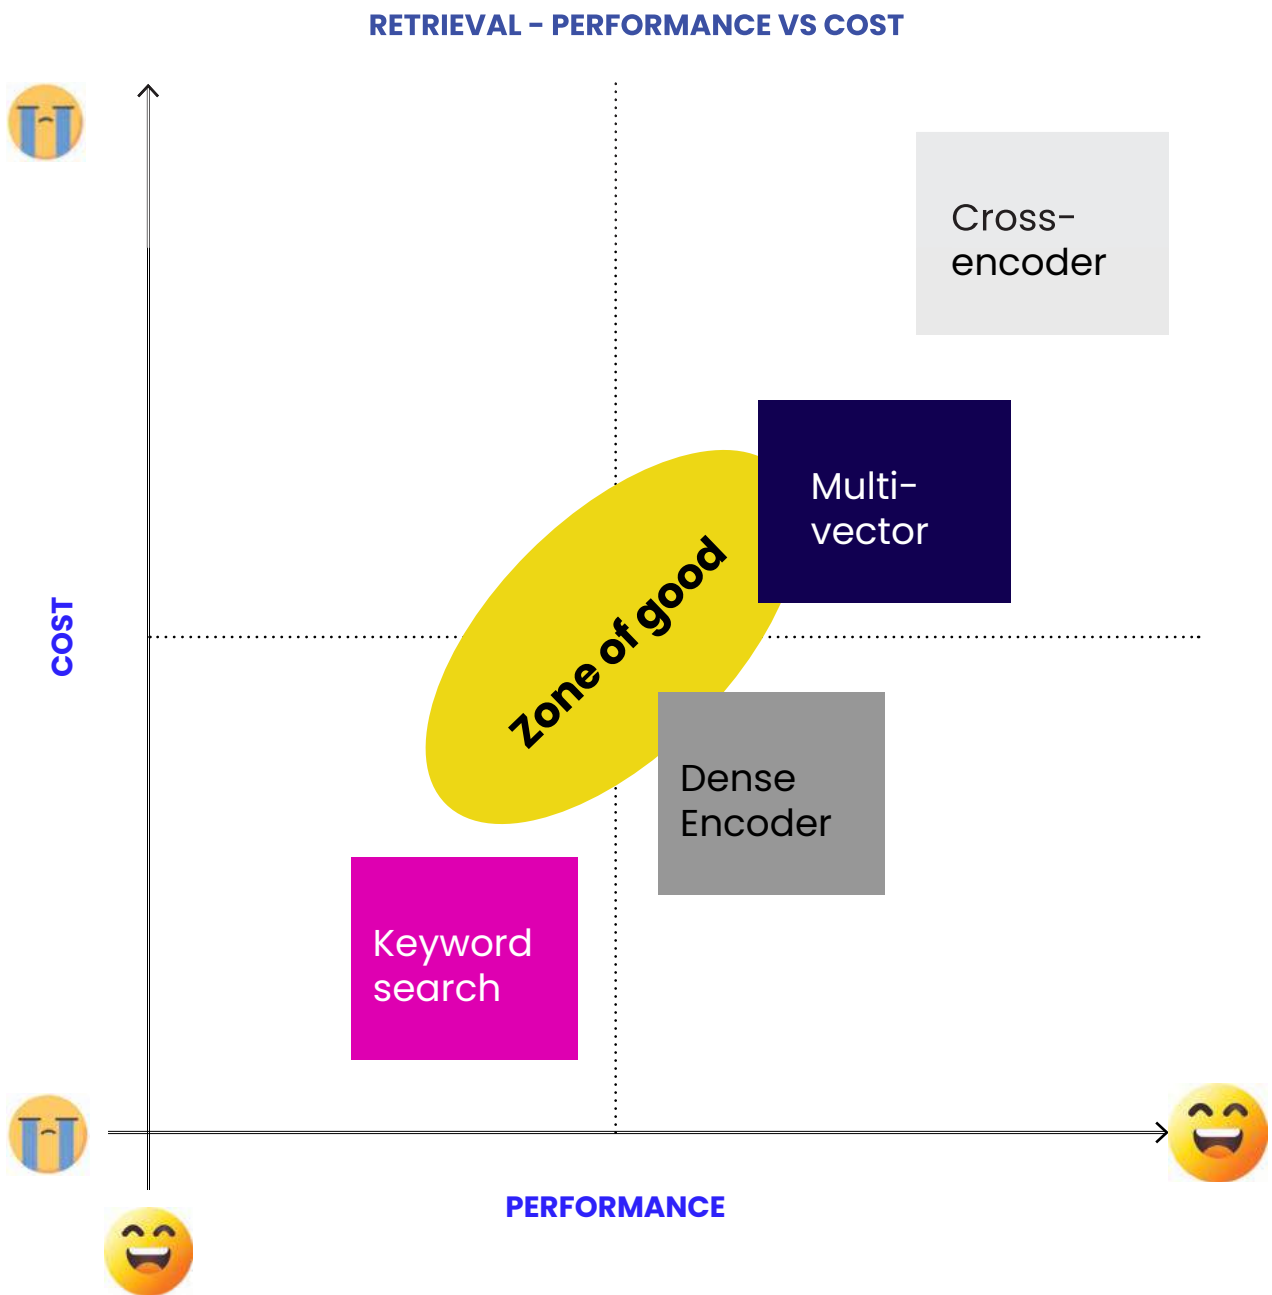 RETRIEVAL - PERFORMANCE VS COST
Cross-
encoder
Multi-
vector
Zone of good
COST
Dense
Encoder
Keyword
search
PERFORMANCE